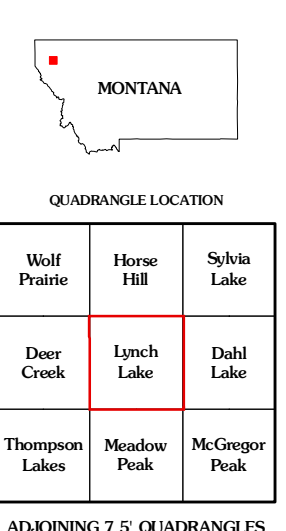 MONTANA
QUADRANGLE LOCATION
Wolf Prairie
Horse Hill
Sylvia Lake
Deer Creek
Lynch Lake
Dahl Lake
Thompson Lakes
Meadow Peak
McGregor Peak
ADJOINING 7.5' QUADRANGLES